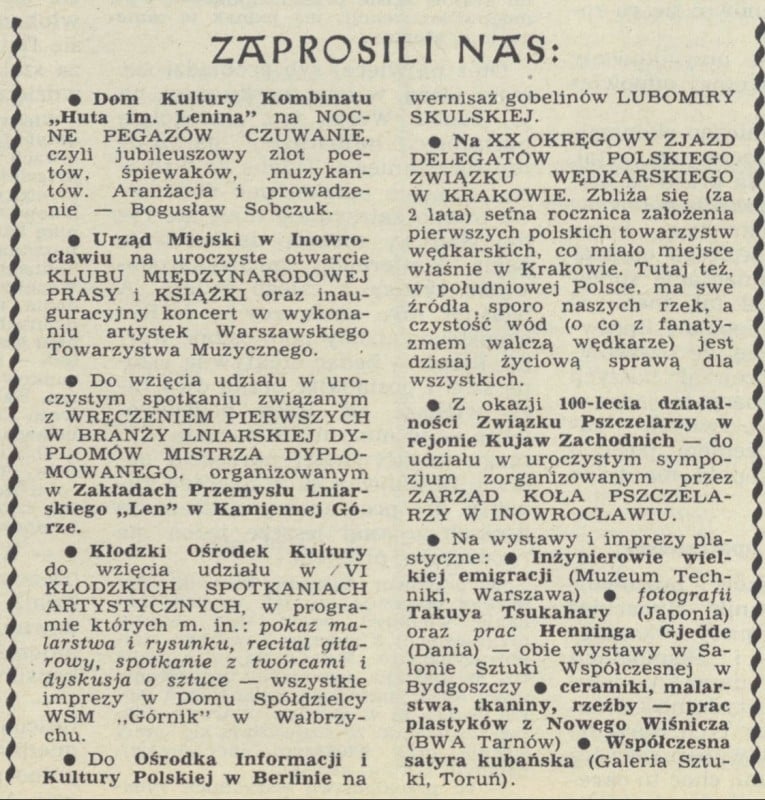 ZAPROSILI NAS:
● Dom Kultury Kombinatu
„Huta im. Lenina" na NOC-
NE PEGAZÓW CZUWANIE,
czyli jubileuszowy zlot poe-
tów, śpiewaków, muzykan-
tów. Aranżacja i prowadze-
nie — Bogusław Sobczuk.
● Urząd Miejski w Inowro-
cławiu na uroczyste otwarcie
KLUBU MIĘDZYNARODOWEJ
PRASY i KSIĄŻKI oraz inau-
guracyjny koncert w wykona-
niu artystek Warszawskiego
Towarzystwa Muzycznego.
● Do wzięcia udziału w uro-
czystym spotkaniu związanym
z WRĘCZENIEM PIERWSZYCH
W BRANŻY LNIARSKIEJ DY-
PLOMÓW MISTRZA DYPLO-
MOWANEGO, organizowanym
w Zakładach Przemysłu Lniar-
skiego „Len" w Kamiennej Gó-
rze.
● Kłodzki Ośrodek Kultury
do wzięcia udziału w VI
KŁODZKICH SPOTKANIACH
ARTYSTYCZNYCH, w progra-
mie których m. in.: pokaz ma-
larstwa i rysunku, recital gita-
rowy, spotkanie z twórcami i
dyskusja o sztuce — wszystkie
imprezy w Domu Spółdzielcy
WSM „Górnik" w Wałbrzy-
chu.
● Do Ośrodka Informacji i
Kultury Polskiej w Berlinie na
wernisaż gobelinów LUBOMIRY
SKULSKIEJ.
● Na XX OKRĘGOWY ZJAZD
DELEGATÓW POLSKIEGO
ZWIĄZKU WĘDKARSKIEGO
W KRAKOWIE. Zbliża się (za
2 lata) setna rocznica założenia
pierwszych polskich towarzystw
wędkarskich, co miało miejsce
właśnie w Krakowie. Tutaj też,
w południowej Polsce, ma swe
źródła sporo naszych rzek, a
czystość wód (o co z fanaty-
zmem walczą wędkarze) jest
dzisiaj życiową sprawą dla
wszystkich.
● Z okazji 100-lecia działal-
ności Związku Pszczelarzy w
rejonie Kujaw Zachodnich — do
udziału w uroczystym sympo-
zjum zorganizowanym przez
ZARZĄD KOŁA PSZCZELA-
RZY W INOWROCŁAWIU.
● Na wystawy i imprezy pla-
styczne: ● Inżynierowie wiel-
kiej emigracji (Muzeum Tech-
niki, Warszawa) ● fotografii
Takuya Tsukahary (Japonia)
oraz prac Henninga Gjedde
(Dania) — obie wystawy w Sa-
lonie Sztuki Współczesnej w
Bydgoszczy ● ceramiki, malar-
stwa, tkaniny, rzeźby — prac
plastyków z Nowego Wiśnicza
(BWA Tarnów) ● Współczesna
satyra kubańska (Galeria Sztu-
ki, Toruń).